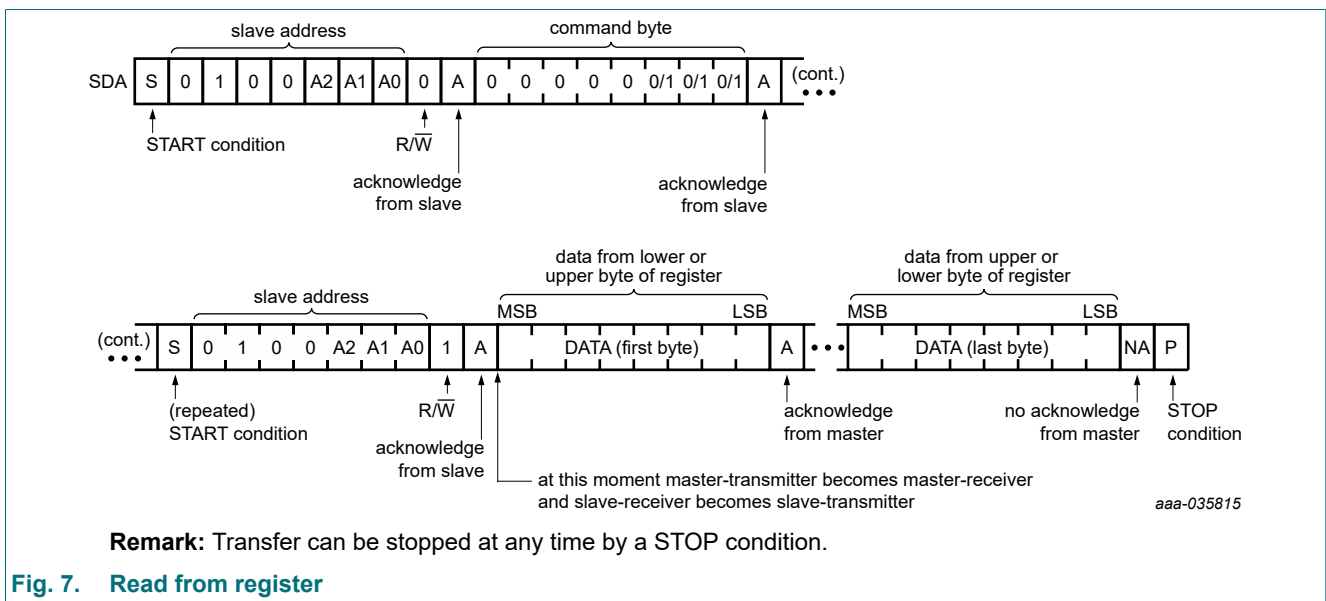 slave address
command byte
SDA S 0 1 0 0 A2 A1 A0 0 A 0 0 0 0 0 0/1 0/1 0/1 A (cont.)
START condition
R/W̅
acknowledge
from slave
acknowledge
from slave
data from lower or
upper byte of register
data from upper or
lower byte of register
slave address
MSB LSB MSB LSB
(cont.) S 0 1 0 0 A2 A1 A0 1 A DATA (first byte) A DATA (last byte) NA P
(repeated)
START condition
R/W̅
acknowledge
from slave
acknowledge
from master
no acknowledge
from master
STOP
condition
at this moment master-transmitter becomes master-receiver
and slave-receiver becomes slave-transmitter
aaa-035815
Remark: Transfer can be stopped at any time by a STOP condition.
Fig. 7. Read from register